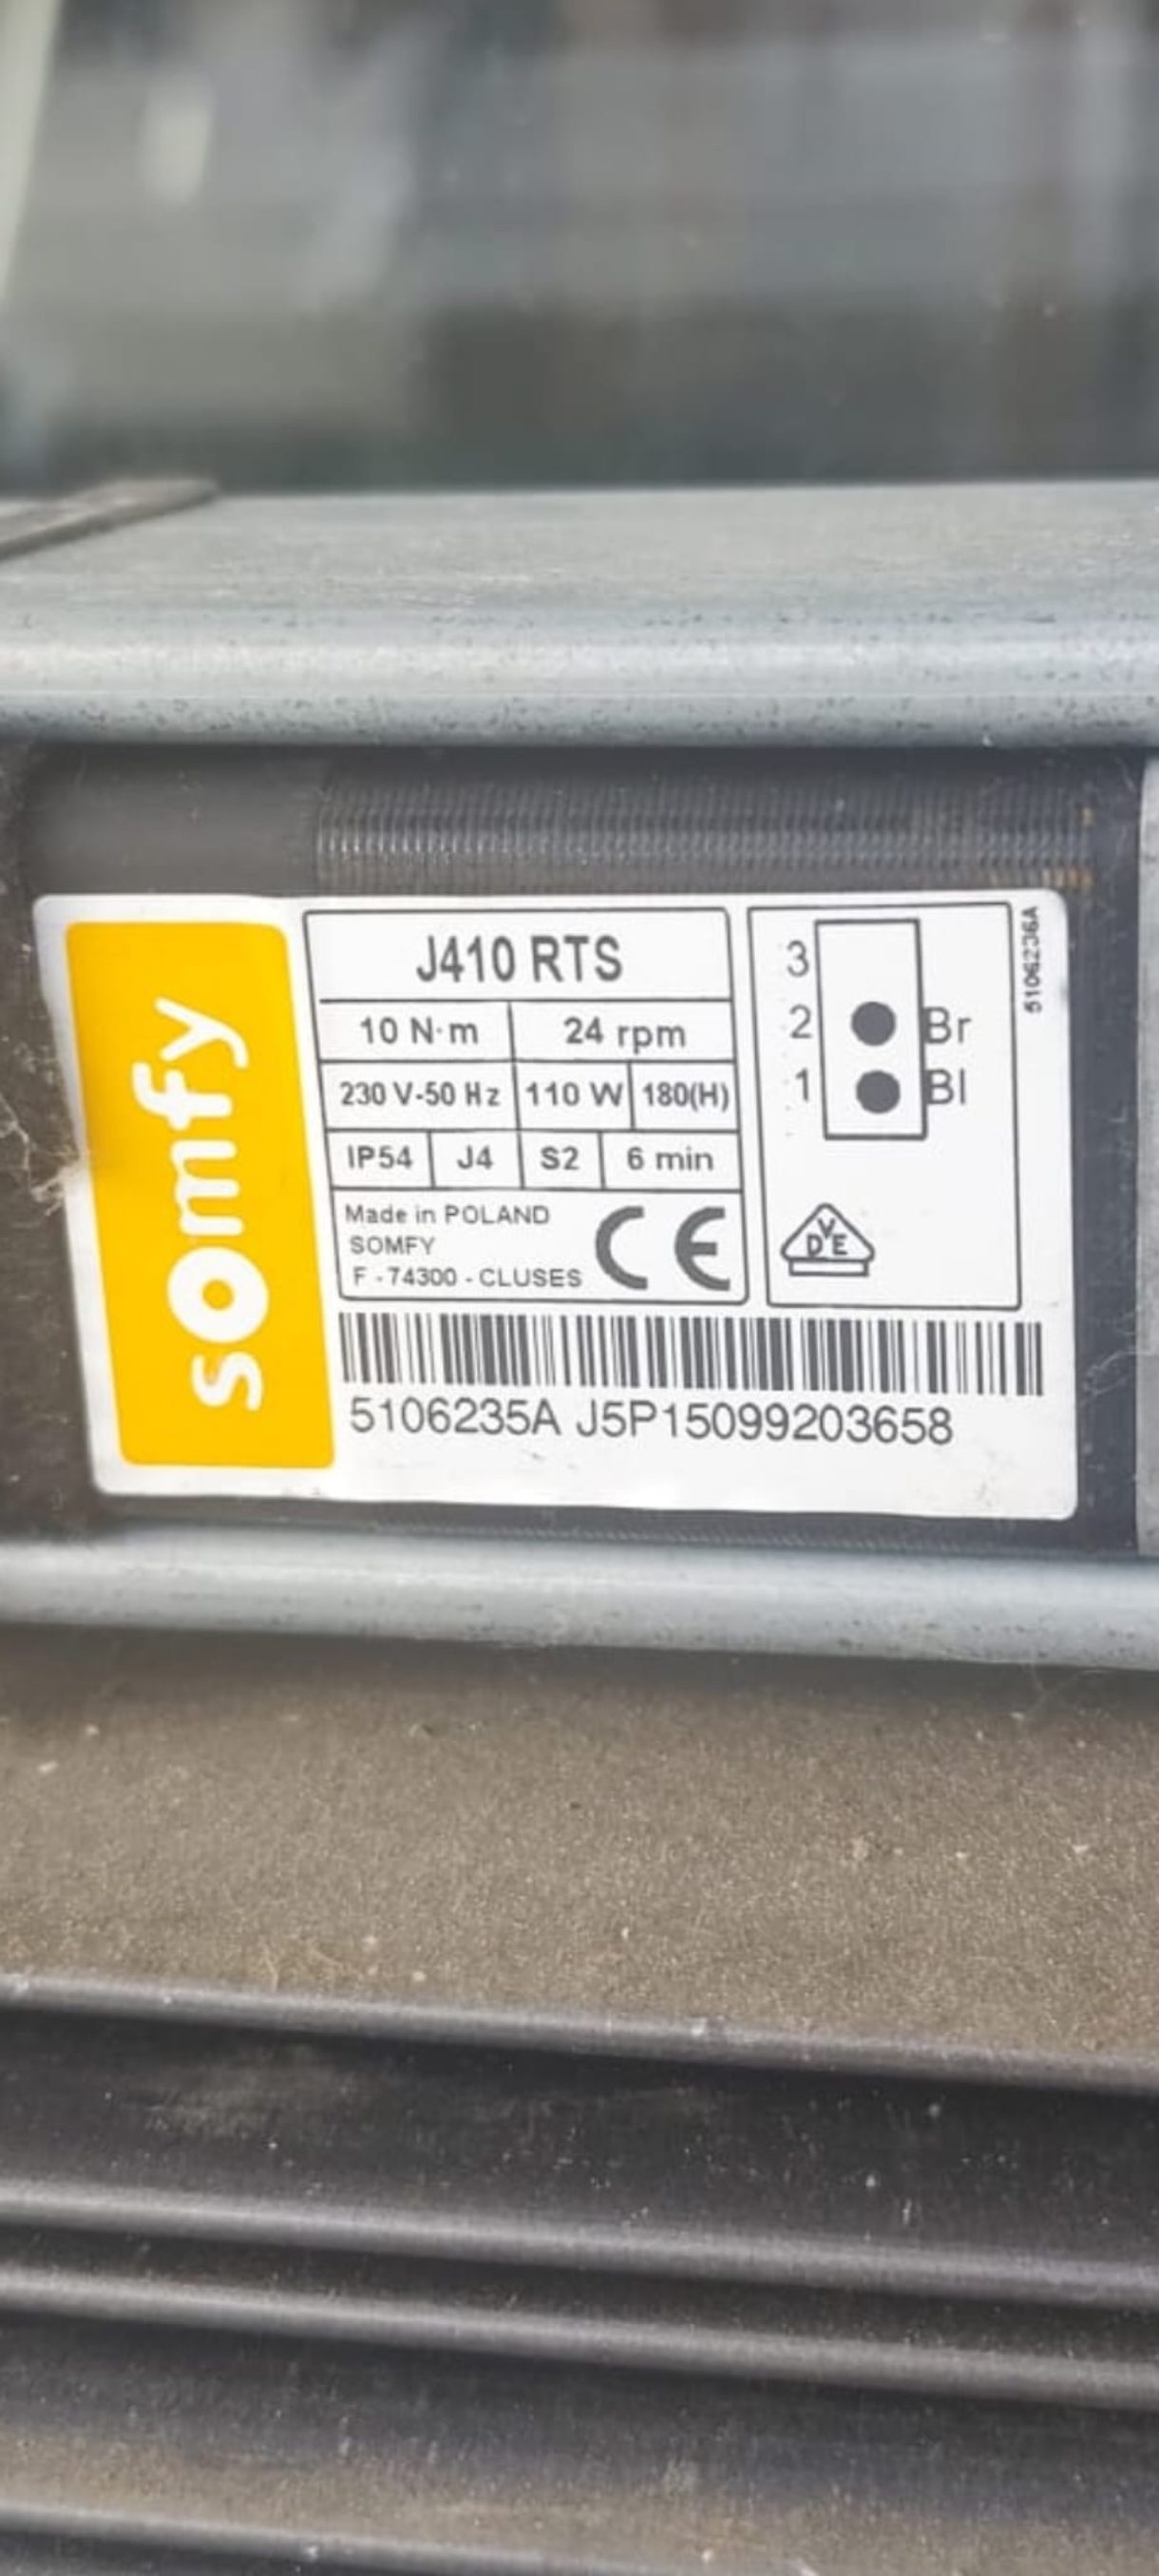 somfy
J410 RTS
10 N·m 24 rpm
230 V-50 Hz 110 W 180(H)
IP54 J4 S2 6 min
Made in POLAND
SOMFY
F - 74300 - CLUSES
CE
3
2 Br
1 Bl
DVE
5106236A
5106235A J5P15099203658